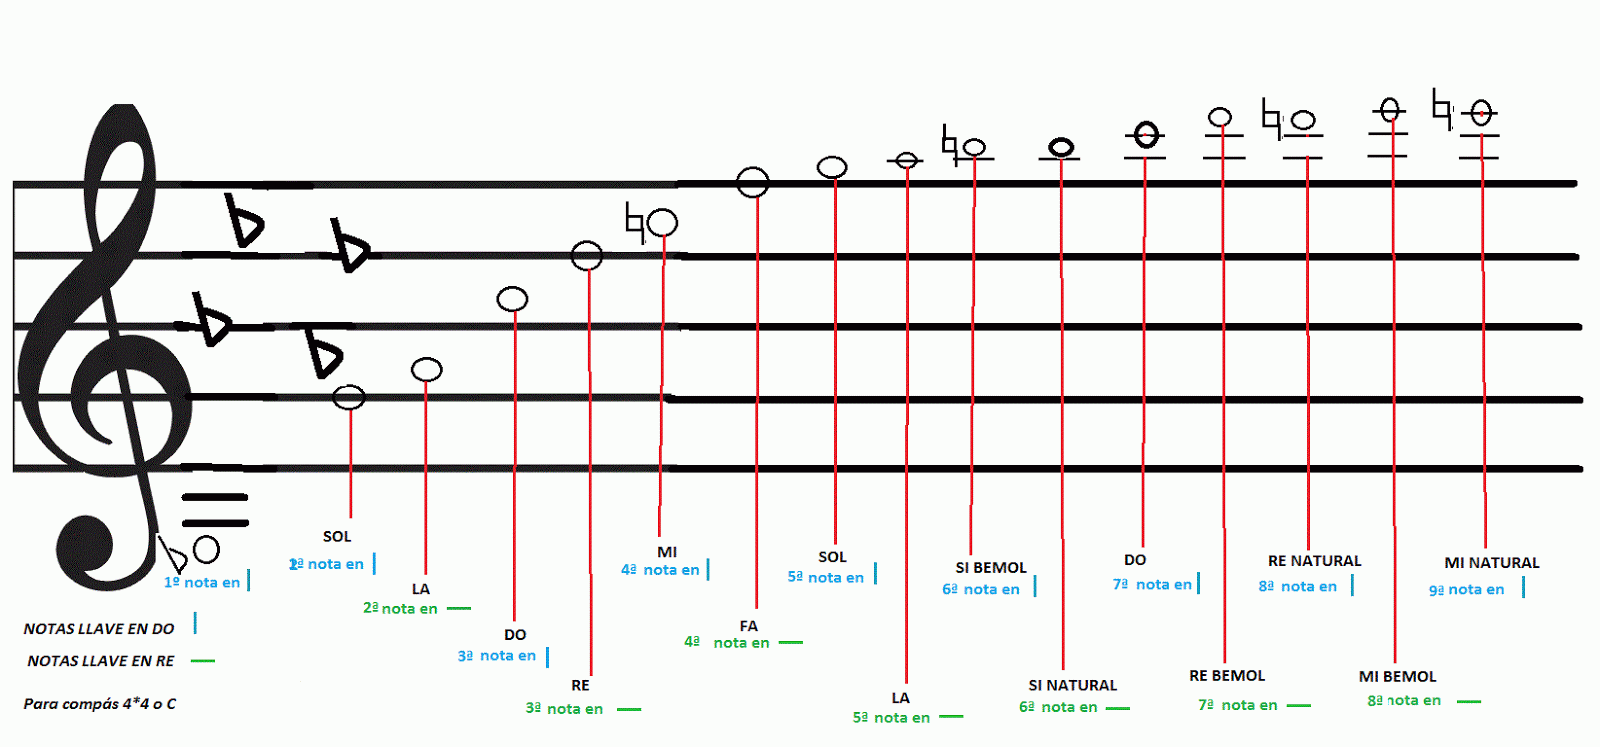 1º nota en
NOTAS LLAVE EN DO
NOTAS LLAVE EN RE
Para compás 4*4 o C
SOL
2ª nota en
LA
2ª nota en
DO
3ª nota en
RE
3ª nota en
MI
4ª nota en
FA
4ª nota en
SOL
5ª nota en
LA
5ª nota en
SI BEMOL
6ª nota en
SI NATURAL
6ª nota en
DO
7ª nota en
RE BEMOL
7ª nota en
RE NATURAL
8ª nota en
MI BEMOL
8ª nota en
MI NATURAL
9ª nota en